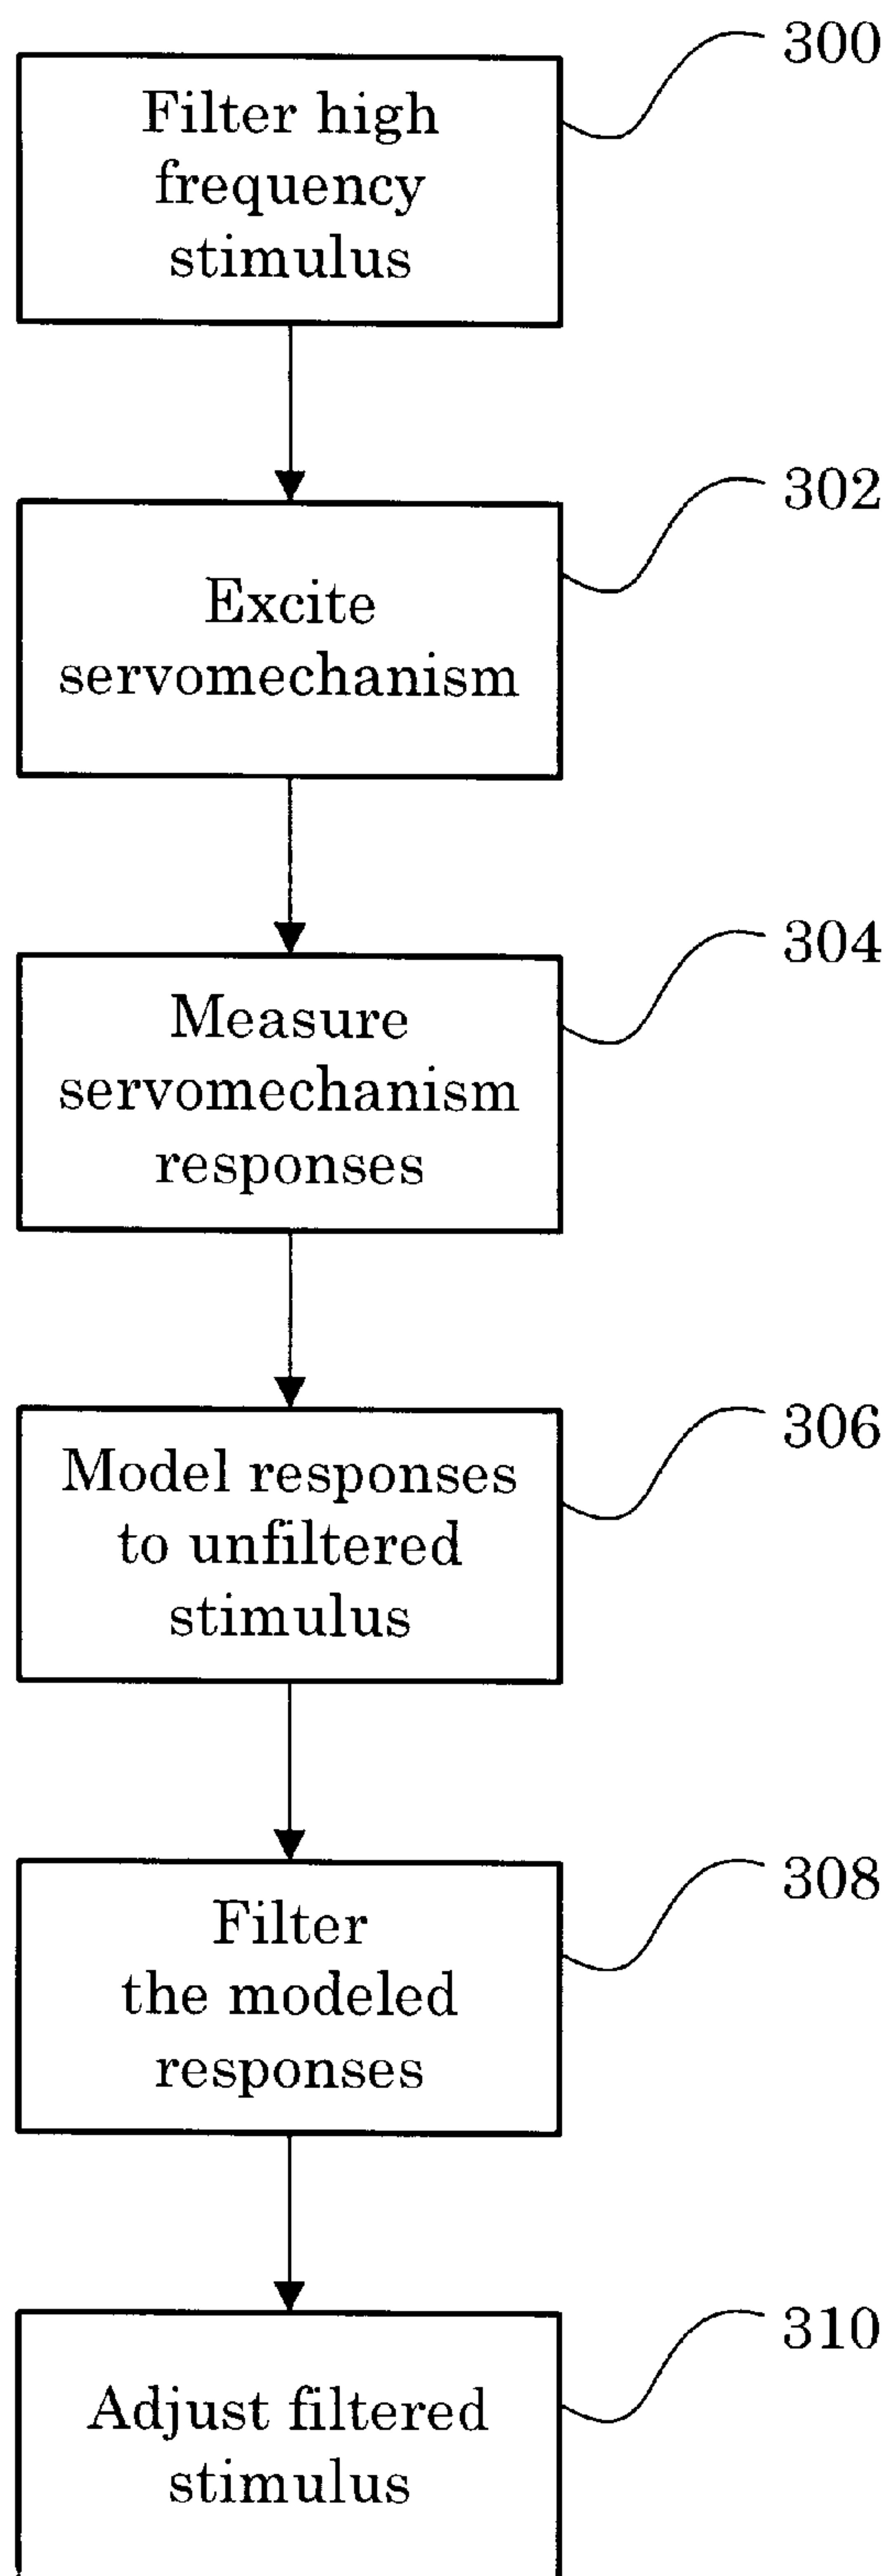 300
Filter high
frequency
stimulus
302
Excite
servomechanism
304
Measure
servomechanism
responses
306
Model responses
to unfiltered
stimulus
308
Filter
the modeled
responses
310
Adjust filtered
stimulus